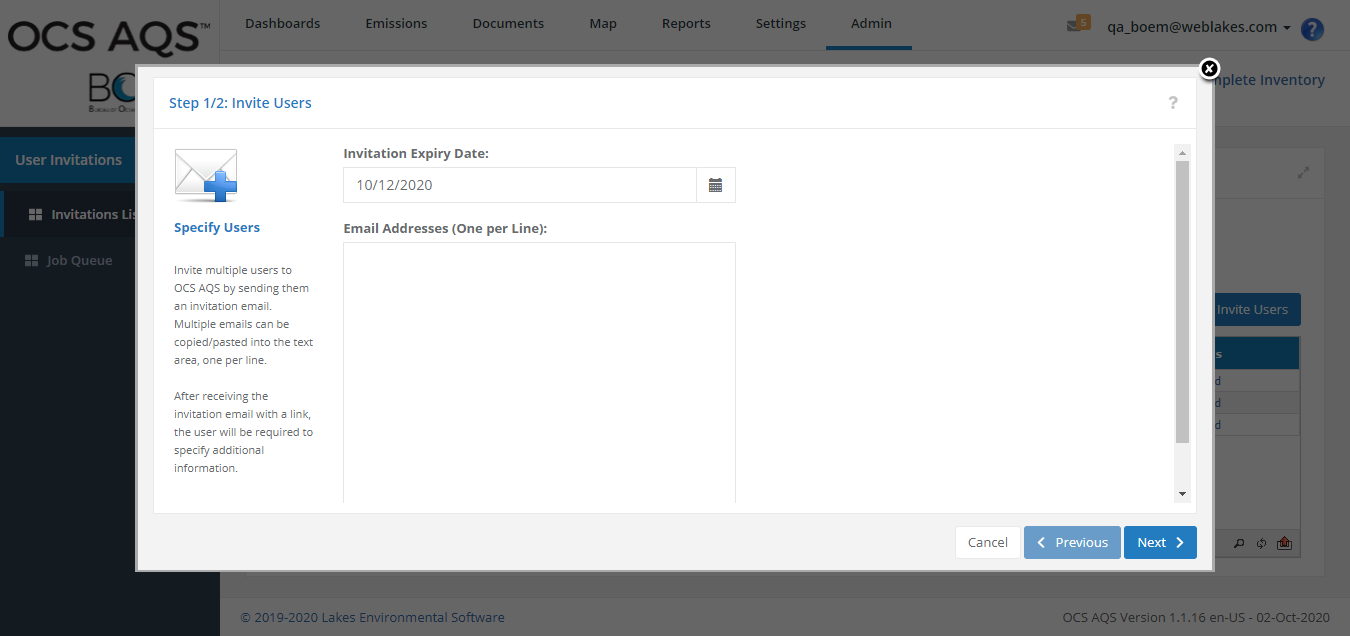 OCS AQS™
Dashboards
Emissions
Documents
Map
Reports
Settings
Admin
5
qa_boem@weblakes.com
?
mplete Inventory
User Invitations
Invitations Lis
Job Queue
Step 1/2: Invite Users
?
Specify Users
Invite multiple users to
OCS AQS by sending them
an invitation email.
Multiple emails can be
copied/pasted into the text
area, one per line.
After receiving the
invitation email with a link,
the user will be required to
specify additional
information.
Invitation Expiry Date:
10/12/2020
Email Addresses (One per Line):
Invite Users
s
d
d
d
Cancel
Previous
Next
© 2019-2020 Lakes Environmental Software
OCS AQS Version 1.1.16 en-US - 02-Oct-2020